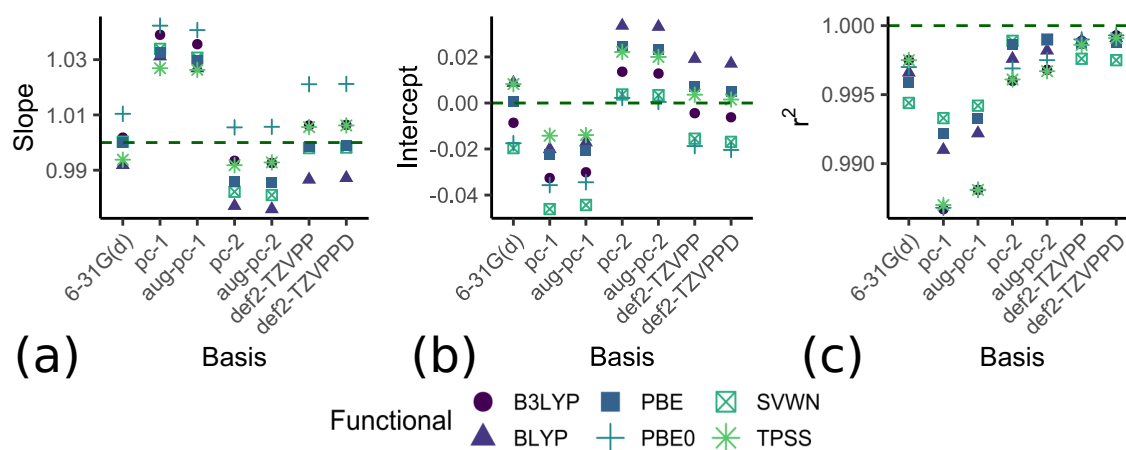 Slope
1.03
1.01
0.99
6-31G(d)
pc-1
aug-pc-1
pc-2
aug-pc-2
def2-TZVPP
def2-TZVPPD
Basis
(a)
Intercept
0.02
0.00
-0.02
-0.04
6-31G(d)
pc-1
aug-pc-1
pc-2
aug-pc-2
def2-TZVPP
def2-TZVPPD
Basis
(b)
r²
1.000
0.995
0.990
6-31G(d)
pc-1
aug-pc-1
pc-2
aug-pc-2
def2-TZVPP
def2-TZVPPD
Basis
(c)
Functional
B3LYP PBE SVWN
BLYP PBE0 TPSS